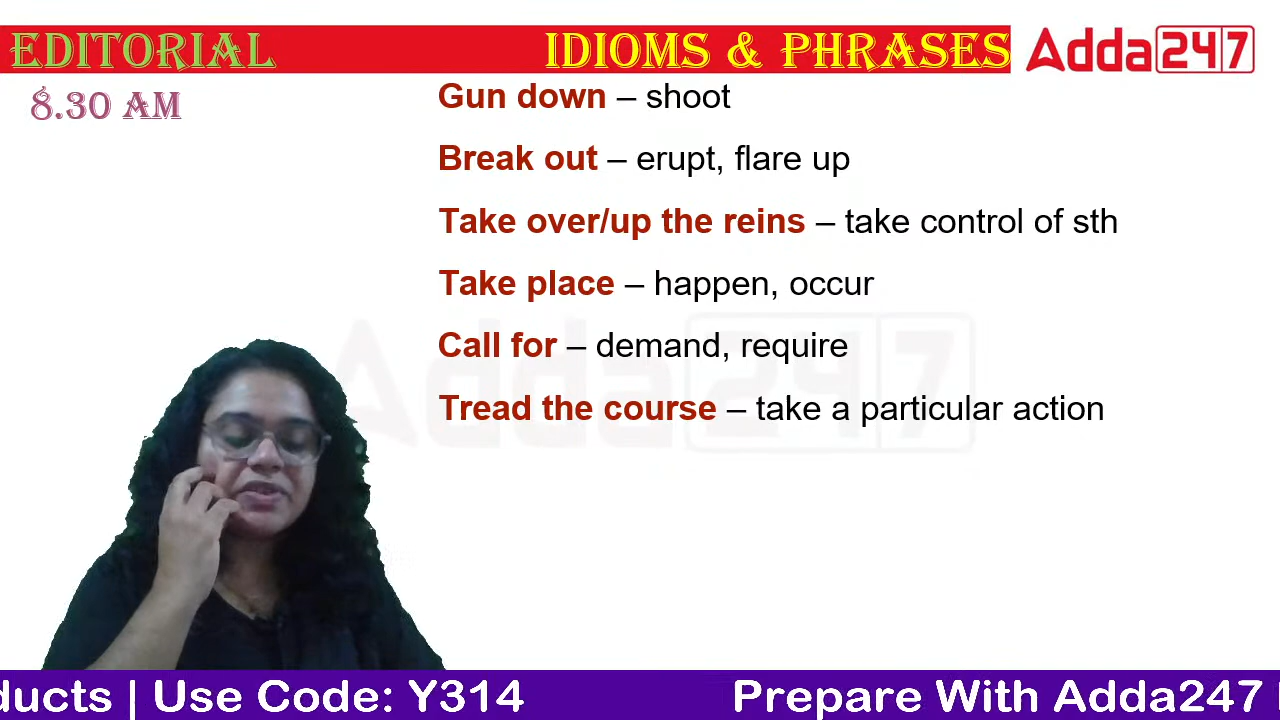 EDITORIAL IDIOMS & PHRASES Adda247
8.30 AM
Gun down – shoot
Break out – erupt, flare up
Take over/up the reins – take control of sth
Take place – happen, occur
Call for – demand, require
Tread the course – take a particular action
Adda247
ducts | Use Code: Y314 Prepare With Adda247